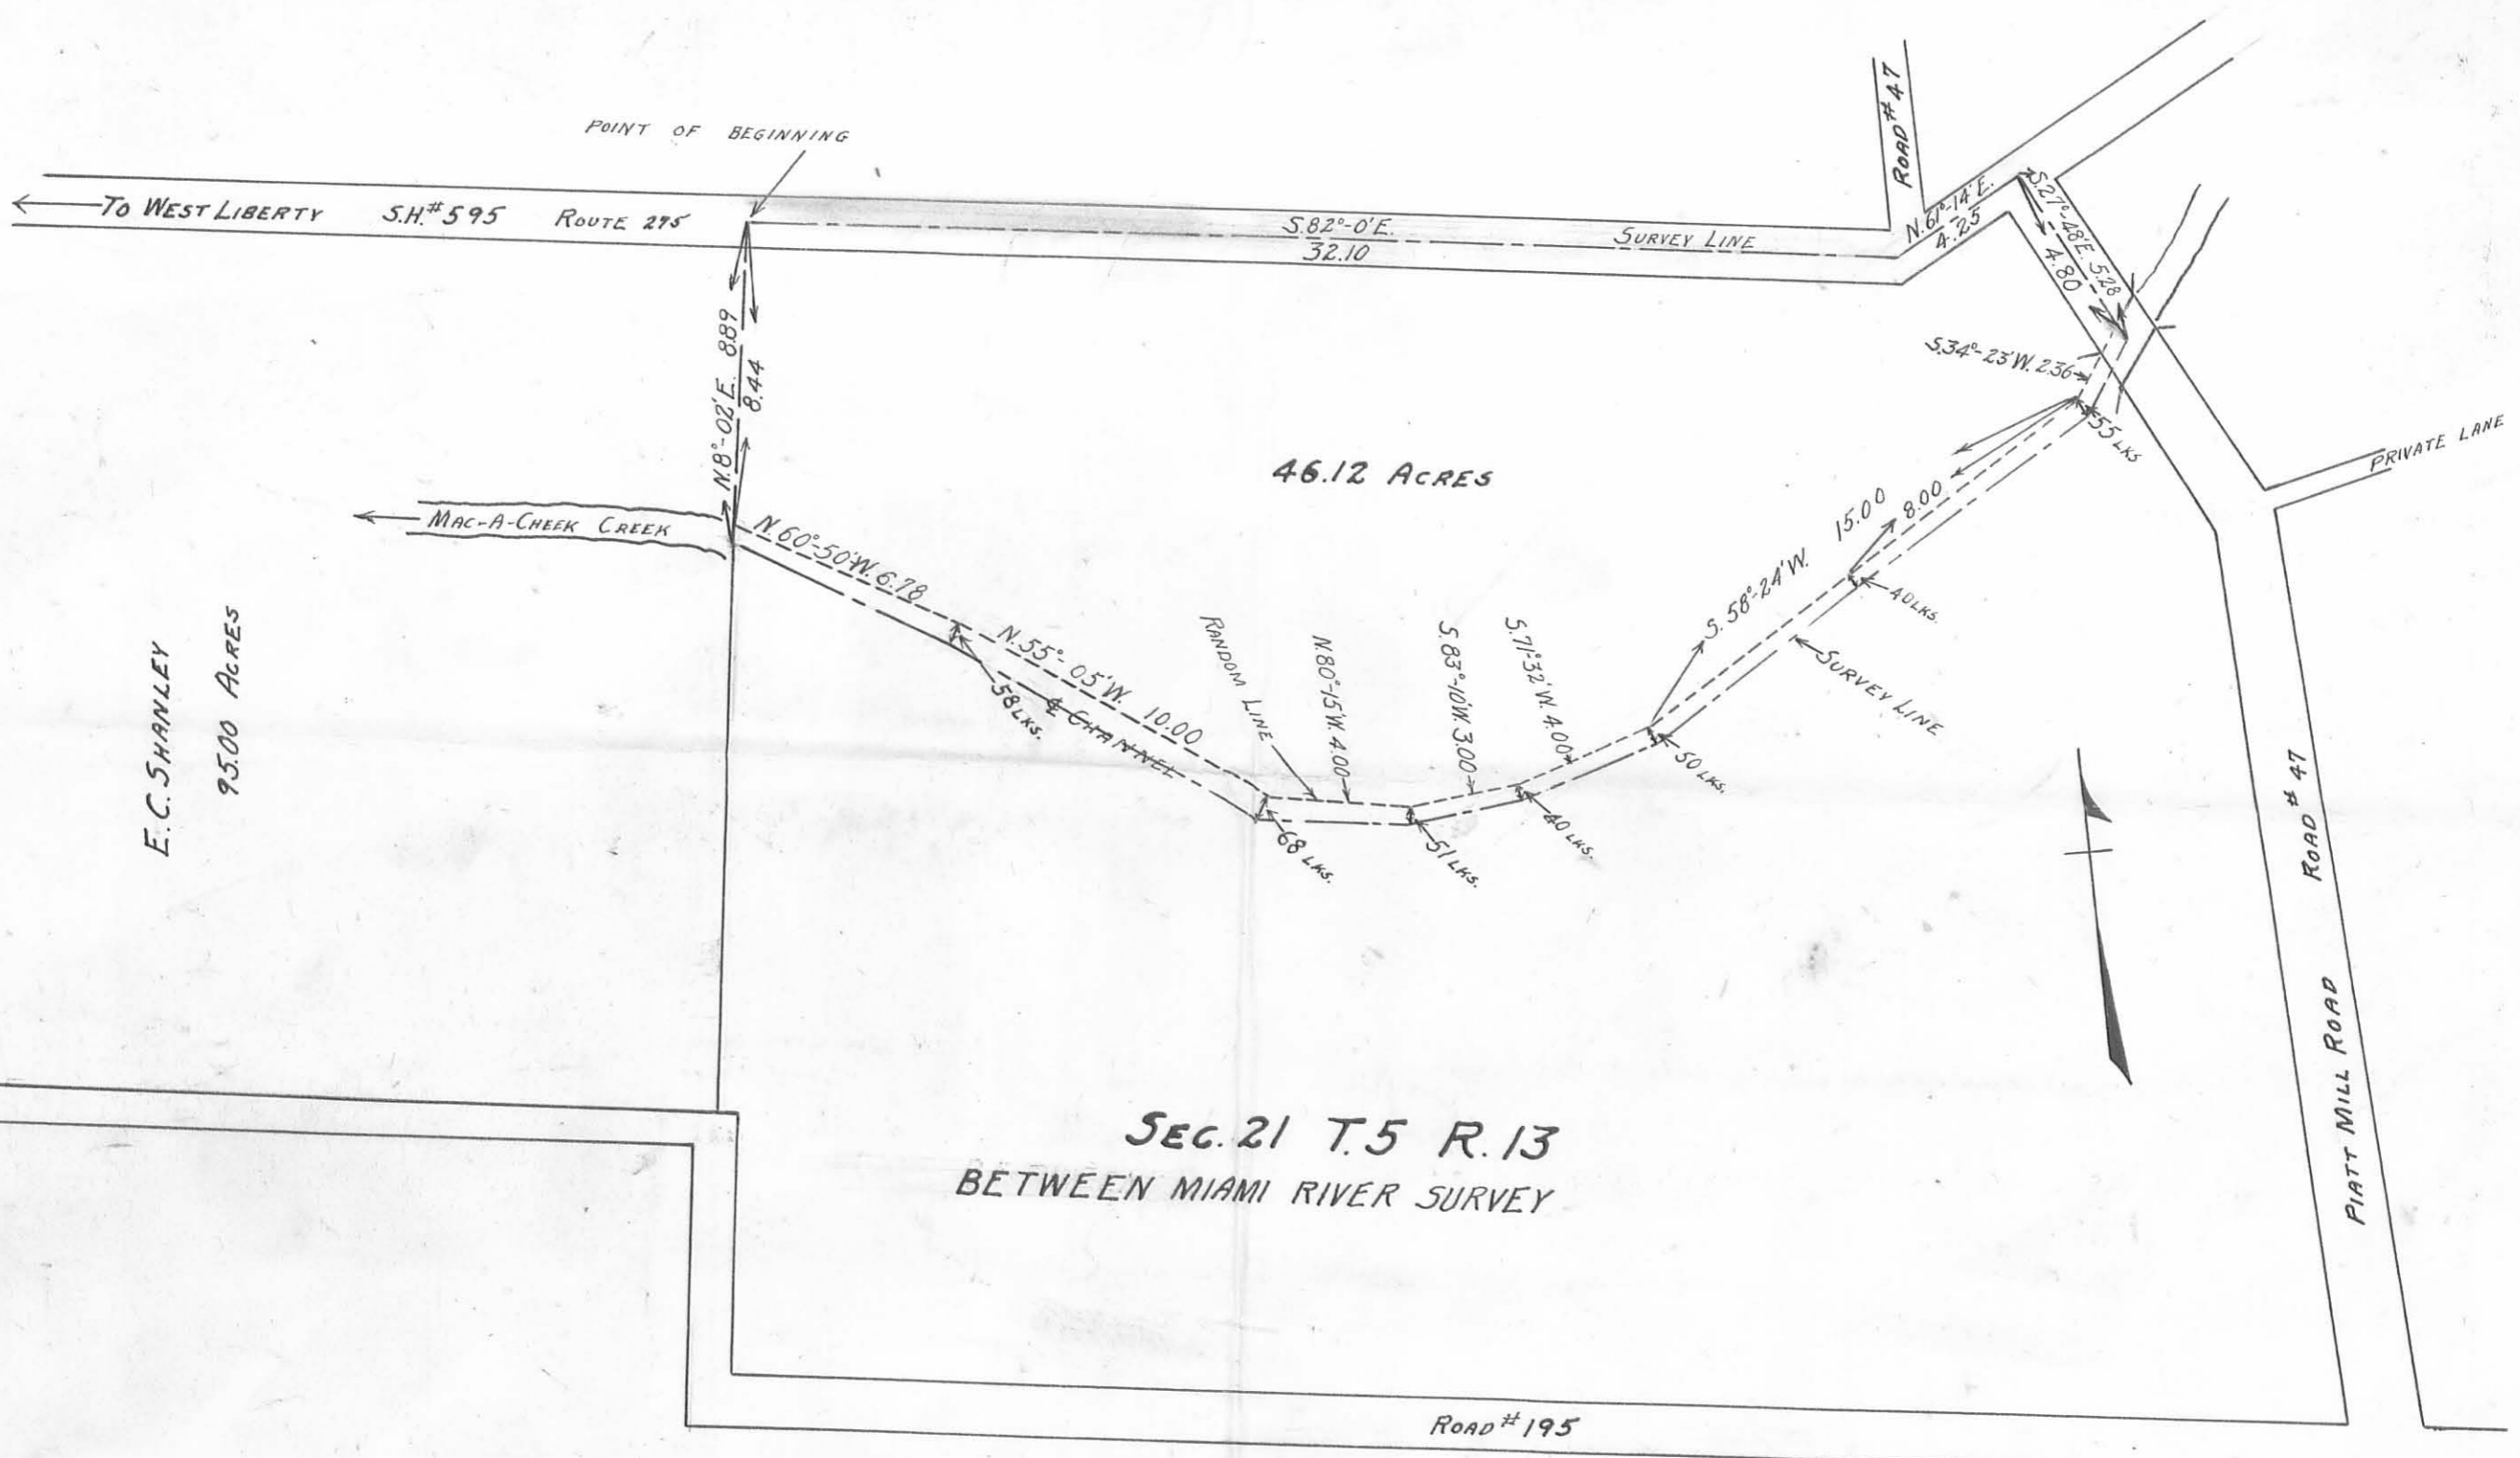 POINT OF BEGINNING
ROAD #47
TO WEST LIBERTY S.H.#595 ROUTE 275
S.82°-0'E.
32.10
SURVEY LINE
N.61°-14'E.
4.25
S.27°-48'E. 5.28
4.80
N.8°-02'E. 8.89
8.44
S.34°-23'W. 2.36
55 LKS
PRIVATE LANE
46.12 ACRES
MAC-A-CHEEK CREEK
N.60°-50'W. 6.78
N.55°-05'W. 10.00
58 LKS.
℄ CHANNEL
RANDOM LINE
N.80°-15'W. 4.00
S.83°-10'W. 3.00
S.71°-32'W. 4.00
S. 58°-24'W. 15.00
8.00
40 LKS.
SURVEY LINE
50 LKS.
40 LKS.
51 LKS.
68 LKS.
E.C. SHANLEY
95.00 ACRES
ROAD #47
PIATT MILL ROAD
SEC. 21 T.5 R.13
BETWEEN MIAMI RIVER SURVEY
ROAD #195